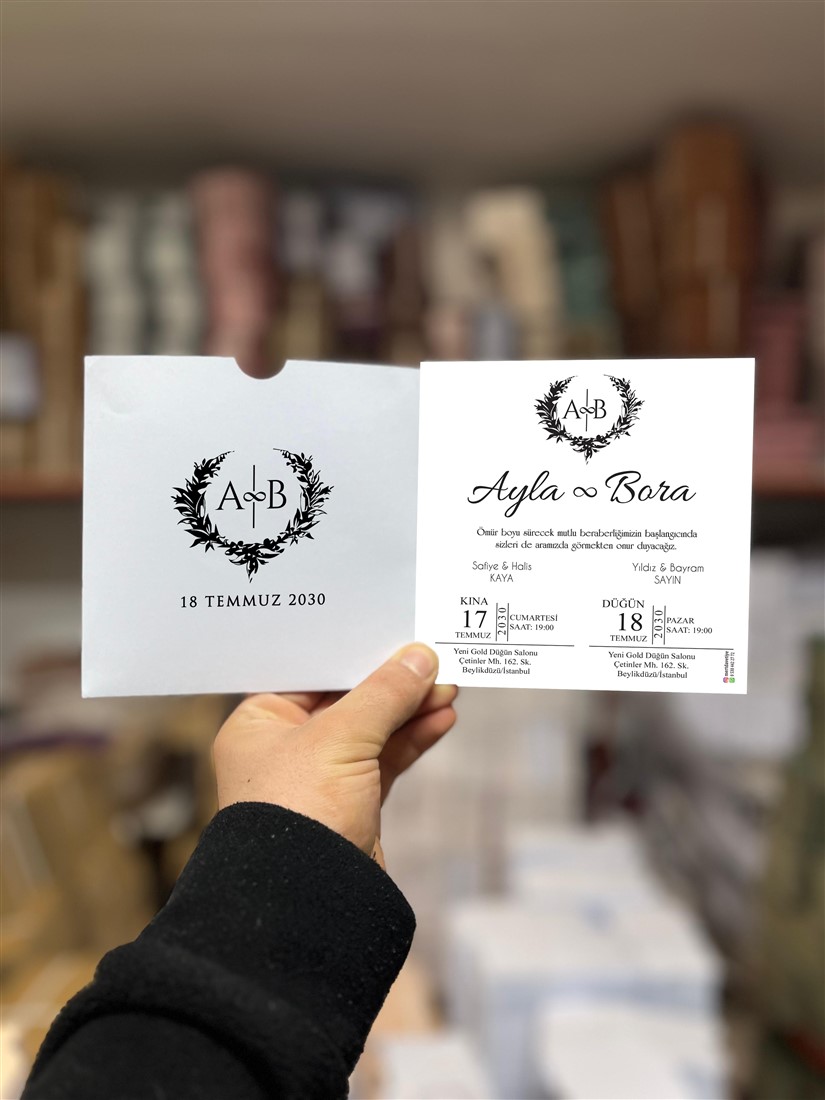 A∞B
18 TEMMUZ 2030
A∞B
Ayla ∞ Bora
Ömür boyu sürecek mutlu beraberliğimizin başlangıcında
sizleri de aramızda görmekten onur duyacağız.
Safiye & Halis
KAYA
Yıldız & Bayram
SAYIN
KINA
17
TEMMUZ
2030
CUMARTESİ
SAAT: 19:00
Yeni Gold Düğün Salonu
Çetinler Mh. 162. Sk.
Beylikdüzü/İstanbul
DÜĞÜN
18
TEMMUZ
2030
PAZAR
SAAT: 19:00
Yeni Gold Düğün Salonu
Çetinler Mh. 162. Sk.
Beylikdüzü/İstanbul